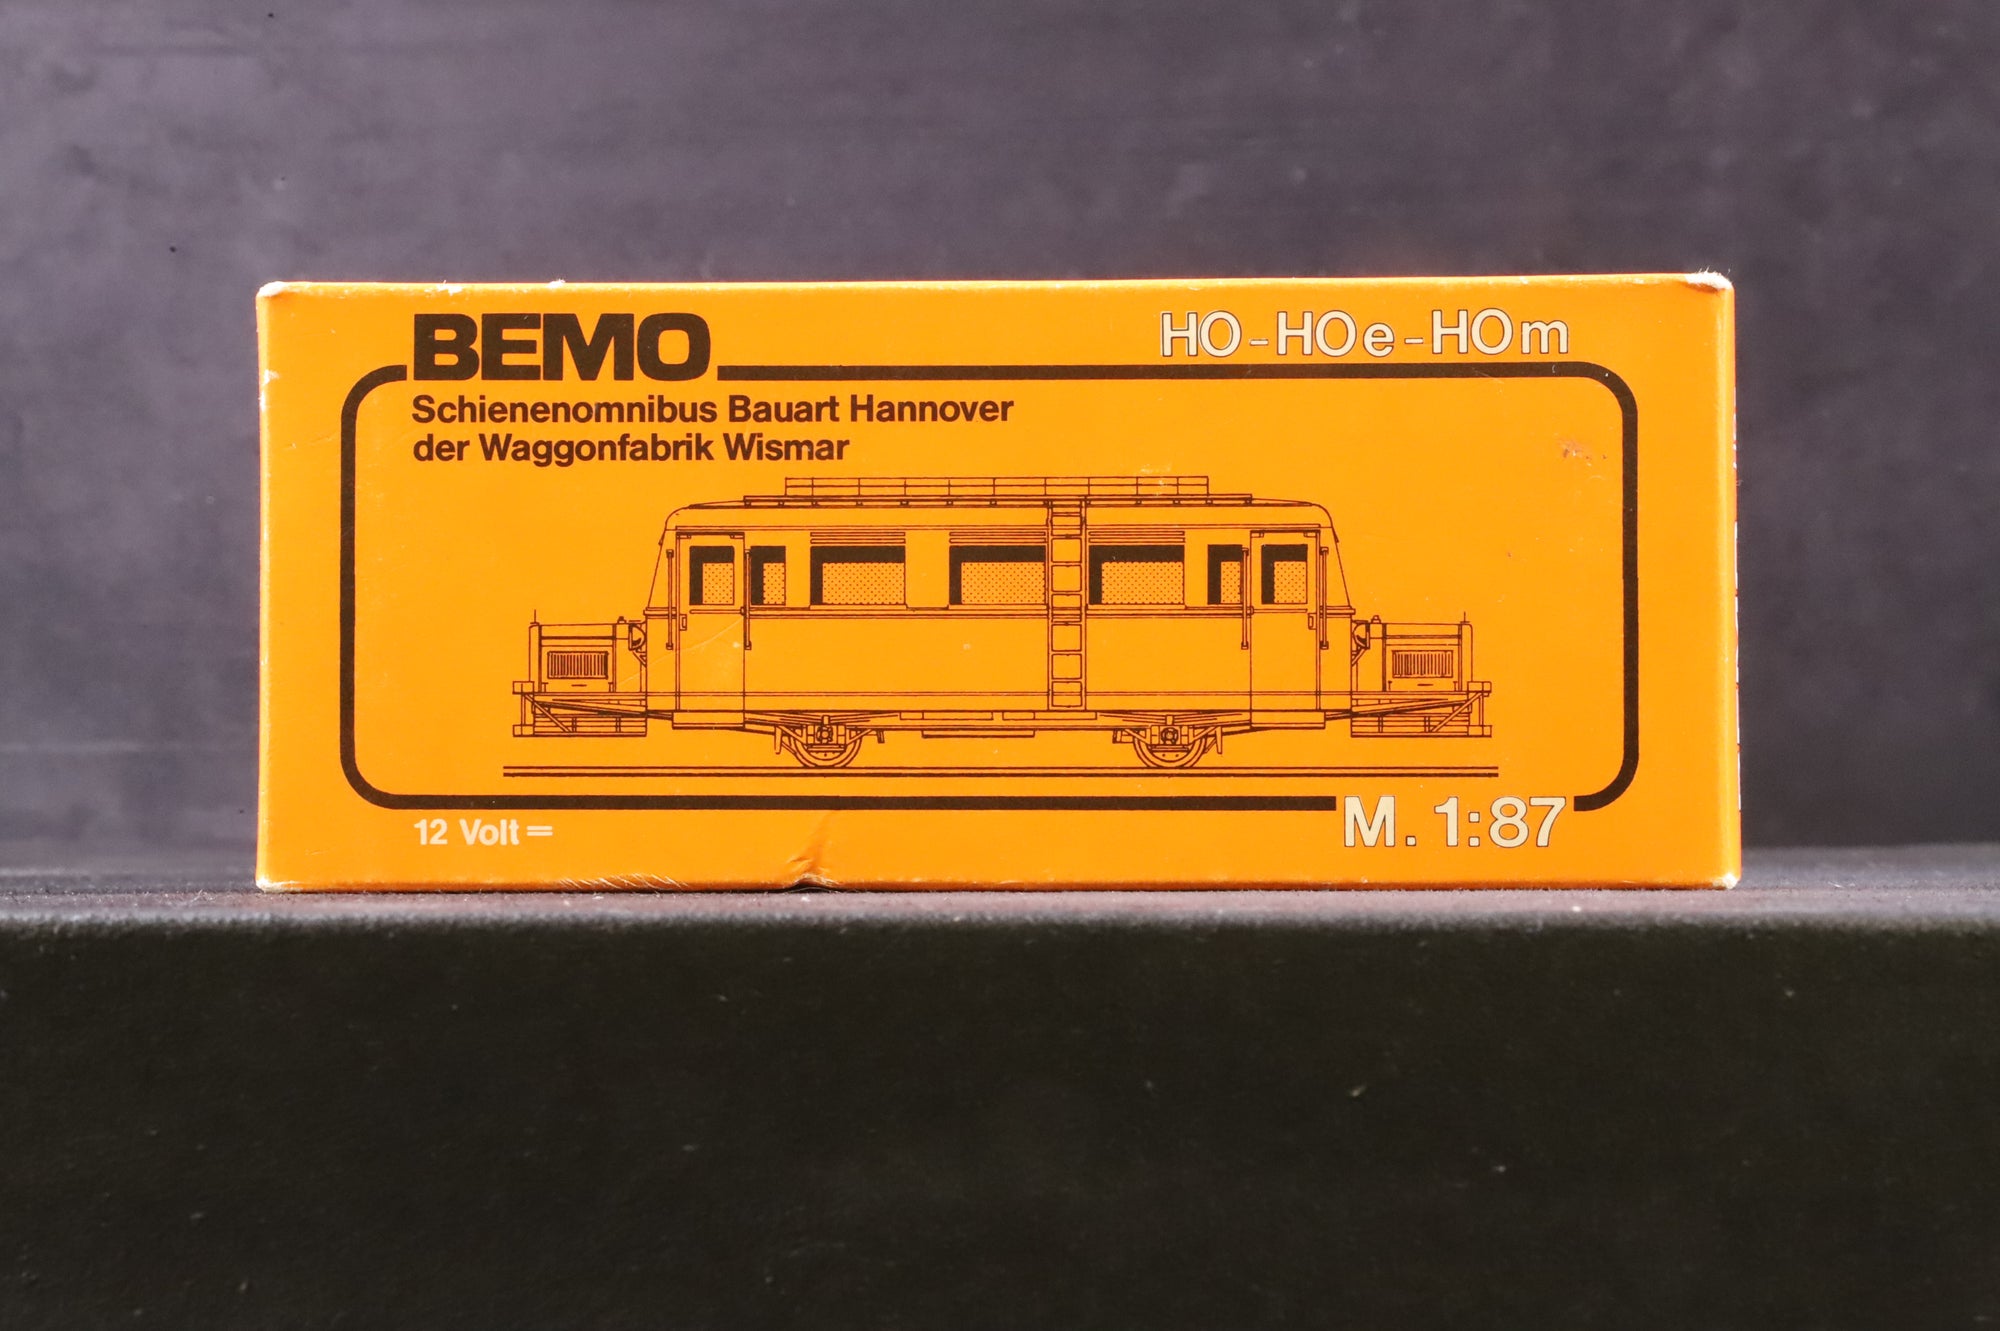 BEMO
HO-HOe-HOm
Schienenomnibus Bauart Hannover
der Waggonfabrik Wismar
12 Volt =
M. 1:87